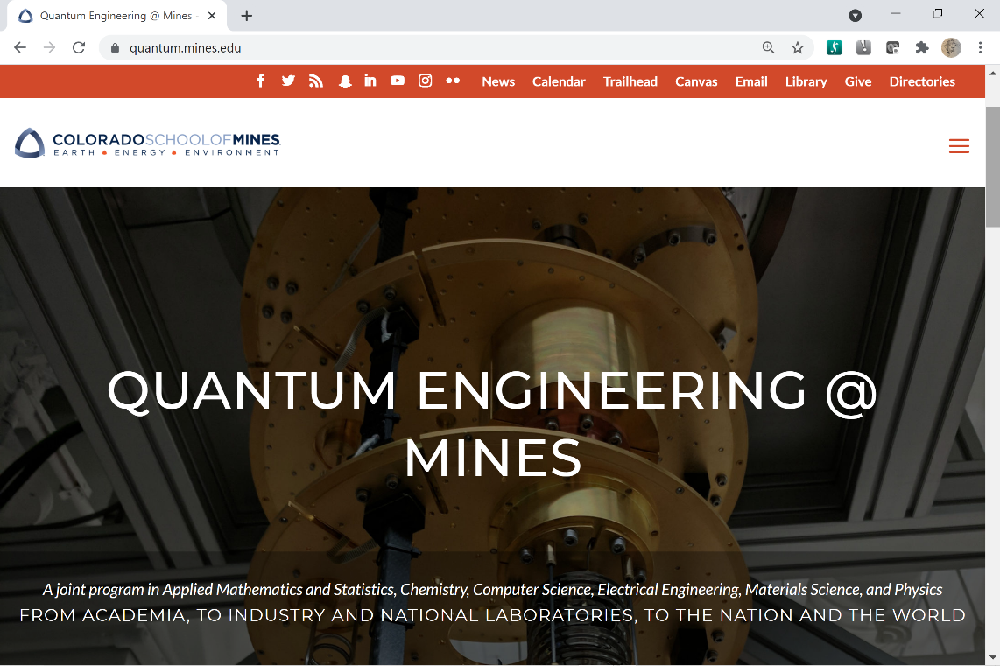 Quantum Engineering @ Mines -
quantum.mines.edu
News Calendar Trailhead Canvas Email Library Give Directories
COLORADOSCHOOLOFMINES
EARTH • ENERGY • ENVIRONMENT
QUANTUM ENGINEERING @
MINES
A joint program in Applied Mathematics and Statistics, Chemistry, Computer Science, Electrical Engineering, Materials Science, and Physics
FROM ACADEMIA, TO INDUSTRY AND NATIONAL LABORATORIES, TO THE NATION AND THE WORLD